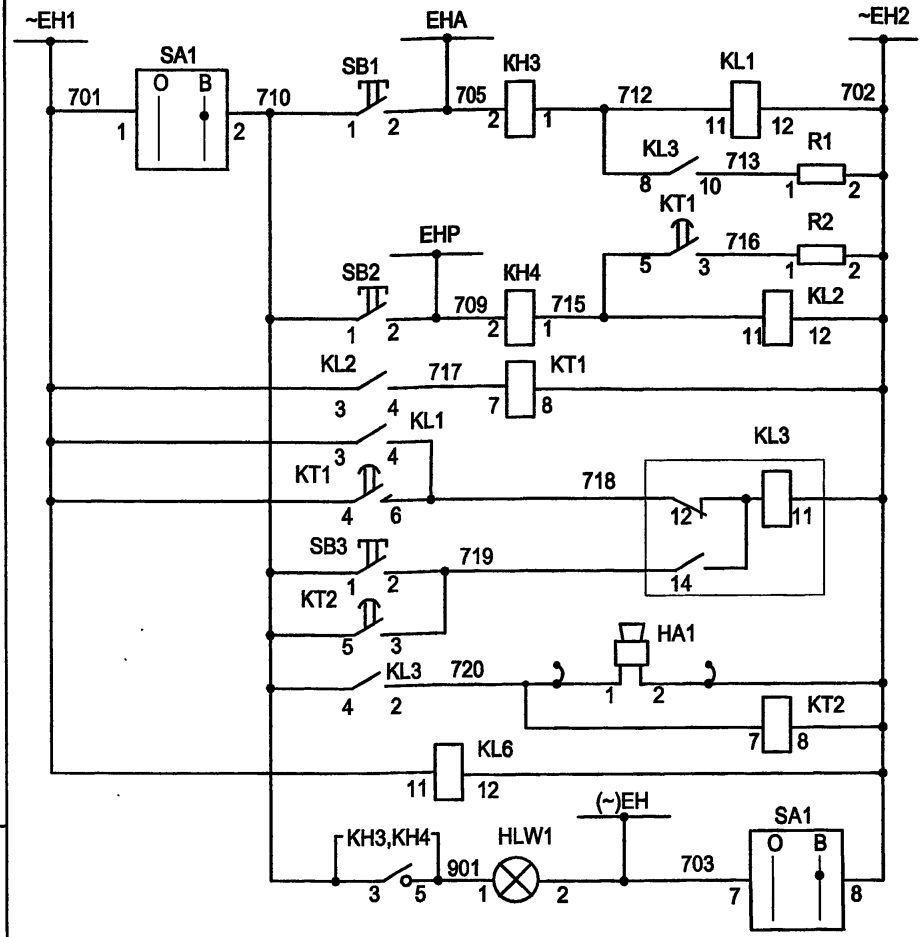 ~EH1 EHA ~EH2
SA1 SB1 KH3 KL1
O B
701 710 705 712 702
1 2 1 2 2 1 11 12
KL3 713 R1
8 10 1 2
KT1 R2
EHP 716
5 3 1 2
SB2 KH4 KL2
709 715
1 2 2 1 11 12
KL2 717 KT1
3 4 7 8
KL1 KL3
3 4
KT1 718
4 6 12 11
SB3 719
1 2 14
KT2
5 3 HA1
KL3 720
4 2 1 2 KT2
7 8
KL6
11 12
(~)EH SA1
KH3,KH4 HLW1 O B
901 703
3 5 1 2 7 8